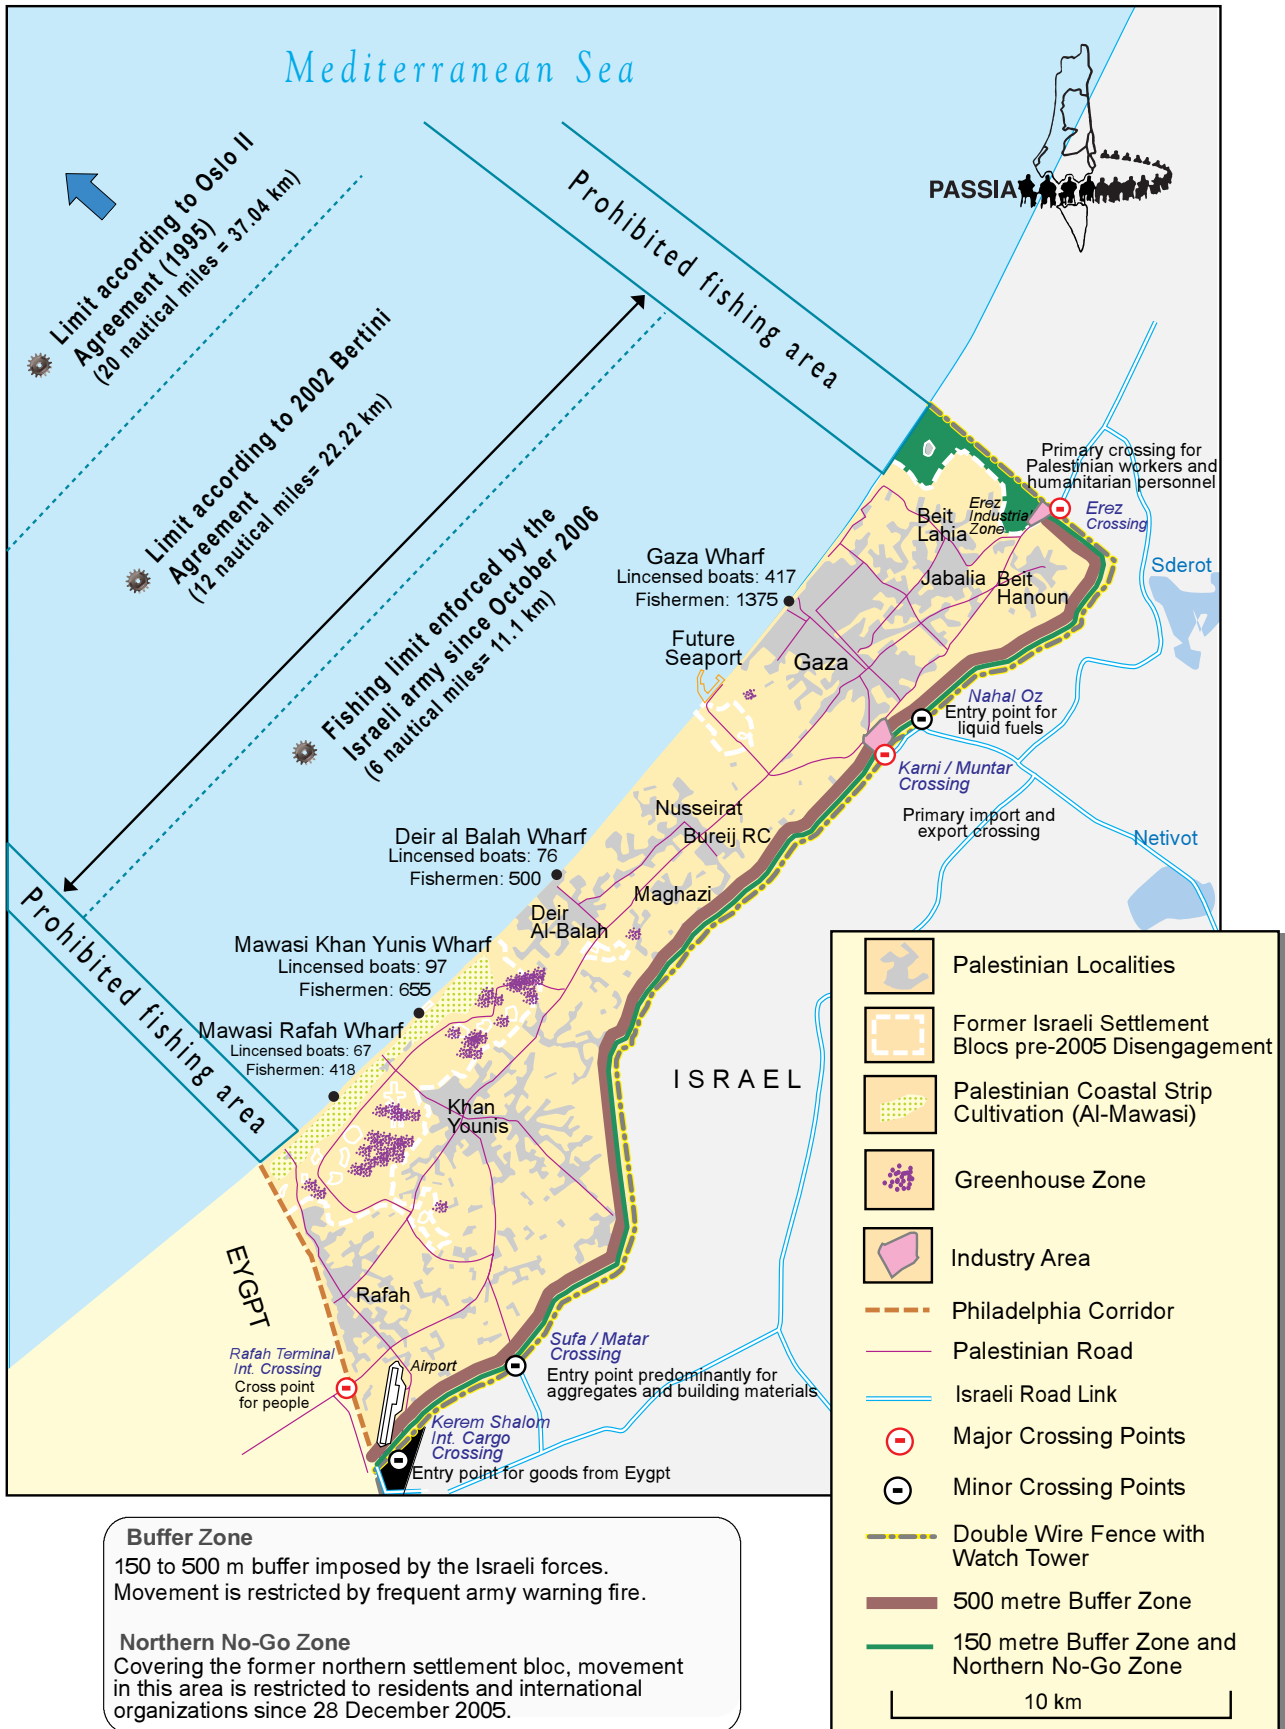 Mediterranean Sea
PASSIA
Limit according to Oslo II
Agreement (1995)
(20 nautical miles = 37.04 km)
Limit according to 2002 Bertini
Agreement
(12 nautical miles= 22.22 km)
Fishing limit enforced by the
Israeli army since October 2006
(6 nautical miles= 11.1 km)
Prohibited fishing area
Prohibited fishing area
Primary crossing for
Palestinian workers and
humanitarian personnel
Erez
Crossing
Erez
Industrial
Zone
Beit
Lahia
Jabalia
Beit
Hanoun
Sderot
Gaza Wharf
Lincensed boats: 417
Fishermen: 1375
Future
Seaport
Gaza
Nahal Oz
Entry point for
liquid fuels
Karni / Muntar
Crossing
Primary import and
export crossing
Netivot
Nusseirat
Bureij RC
Maghazi
Deir al Balah Wharf
Lincensed boats: 76
Fishermen: 500
Deir
Al-Balah
Mawasi Khan Yunis Wharf
Lincensed boats: 97
Fishermen: 655
Mawasi Rafah Wharf
Lincensed boats: 67
Fishermen: 418
Khan
Younis
ISRAEL
EYGPT
Rafah
Rafah Terminal
Int. Crossing
Cross point
for people
Airport
Sufa / Matar
Crossing
Entry point predominantly for
aggregates and building materials
Kerem Shalom
Int. Cargo
Crossing
Entry point for goods from Eygpt
Palestinian Localities
Former Israeli Settlement
Blocs pre-2005 Disengagement
Palestinian Coastal Strip
Cultivation (Al-Mawasi)
Greenhouse Zone
Industry Area
Philadelphia Corridor
Palestinian Road
Israeli Road Link
Major Crossing Points
Minor Crossing Points
Double Wire Fence with
Watch Tower
500 metre Buffer Zone
150 metre Buffer Zone and
Northern No-Go Zone
10 km
Buffer Zone
150 to 500 m buffer imposed by the Israeli forces.
Movement is restricted by frequent army warning fire.
Northern No-Go Zone
Covering the former northern settlement bloc, movement
in this area is restricted to residents and international
organizations since 28 December 2005.